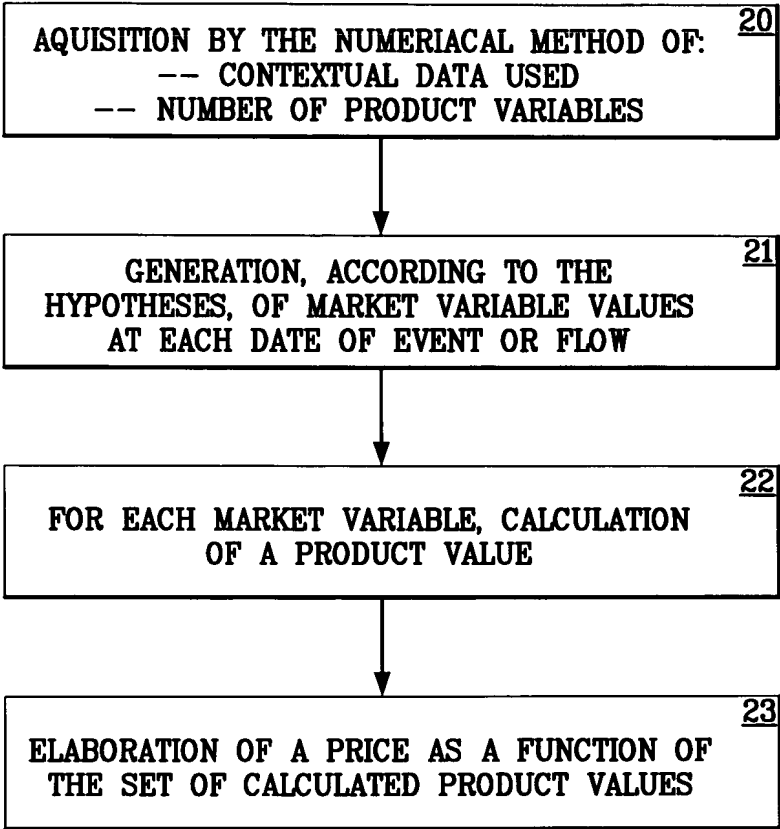 20
AQUISITION BY THE NUMERIACAL METHOD OF:
-- CONTEXTUAL DATA USED
-- NUMBER OF PRODUCT VARIABLES
21
GENERATION, ACCORDING TO THE
HYPOTHESES, OF MARKET VARIABLE VALUES
AT EACH DATE OF EVENT OR FLOW
22
FOR EACH MARKET VARIABLE, CALCULATION
OF A PRODUCT VALUE
23
ELABORATION OF A PRICE AS A FUNCTION OF
THE SET OF CALCULATED PRODUCT VALUES